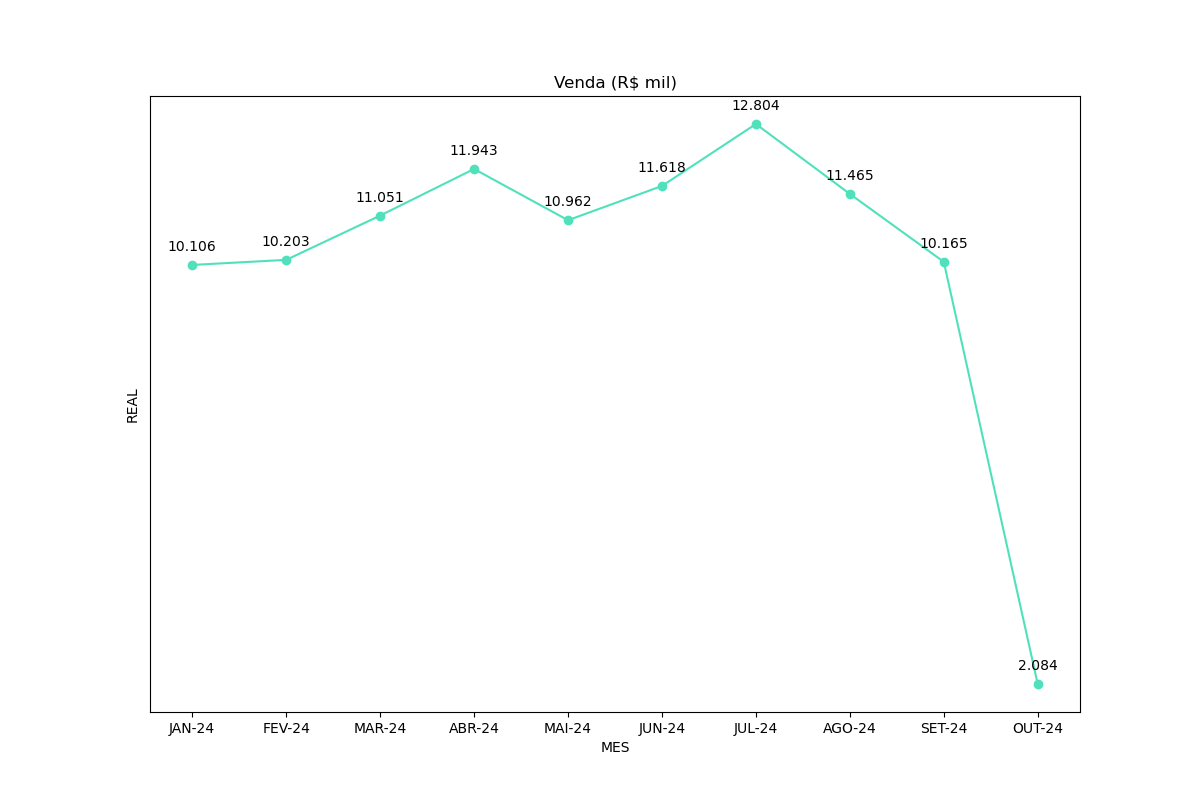 Venda (R$ mil)
12.804
11.943
11.618
11.465
11.051
10.962
10.106
10.203
10.165
REAL
2.084
JAN-24 FEV-24 MAR-24 ABR-24 MAI-24 JUN-24 JUL-24 AGO-24 SET-24 OUT-24
MES